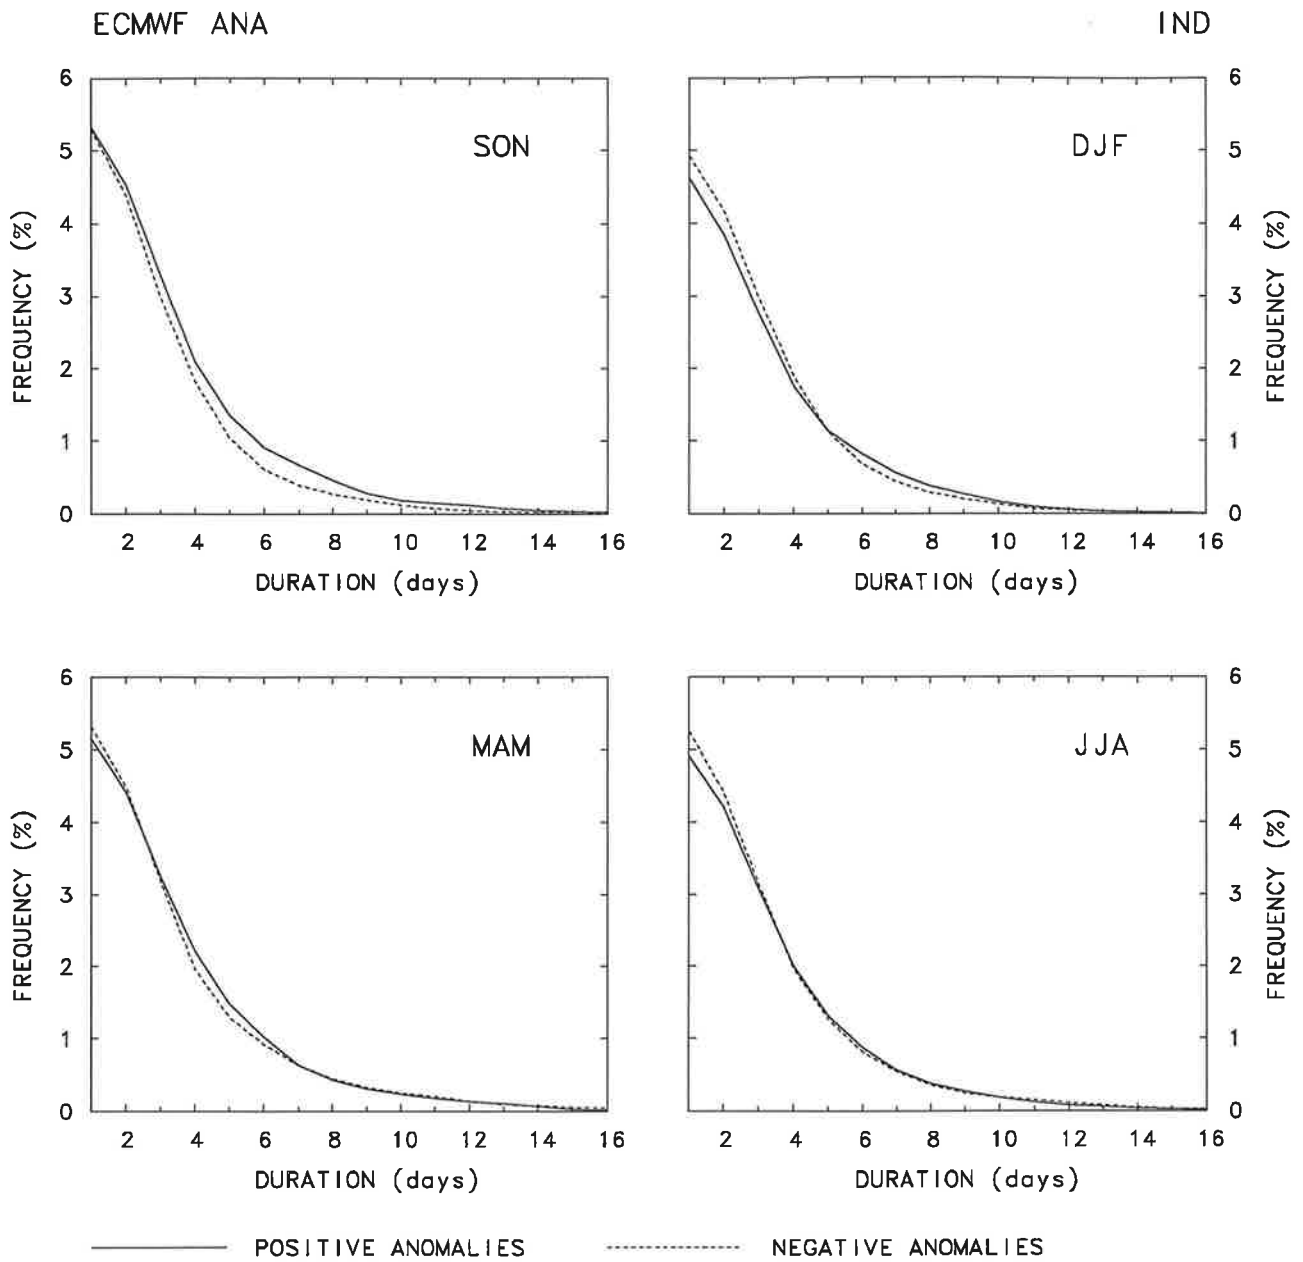 ECMWF ANA IND
6 6
SON DJF
5 5
4 4
3 3
2 2
1 1
0 0
FREQUENCY (%) FREQUENCY (%)
2 4 6 8 10 12 14 16 2 4 6 8 10 12 14 16
DURATION (days) DURATION (days)
6 6
MAM JJA
5 5
4 4
3 3
2 2
1 1
0 0
FREQUENCY (%) FREQUENCY (%)
2 4 6 8 10 12 14 16 2 4 6 8 10 12 14 16
DURATION (days) DURATION (days)
POSITIVE ANOMALIES NEGATIVE ANOMALIES